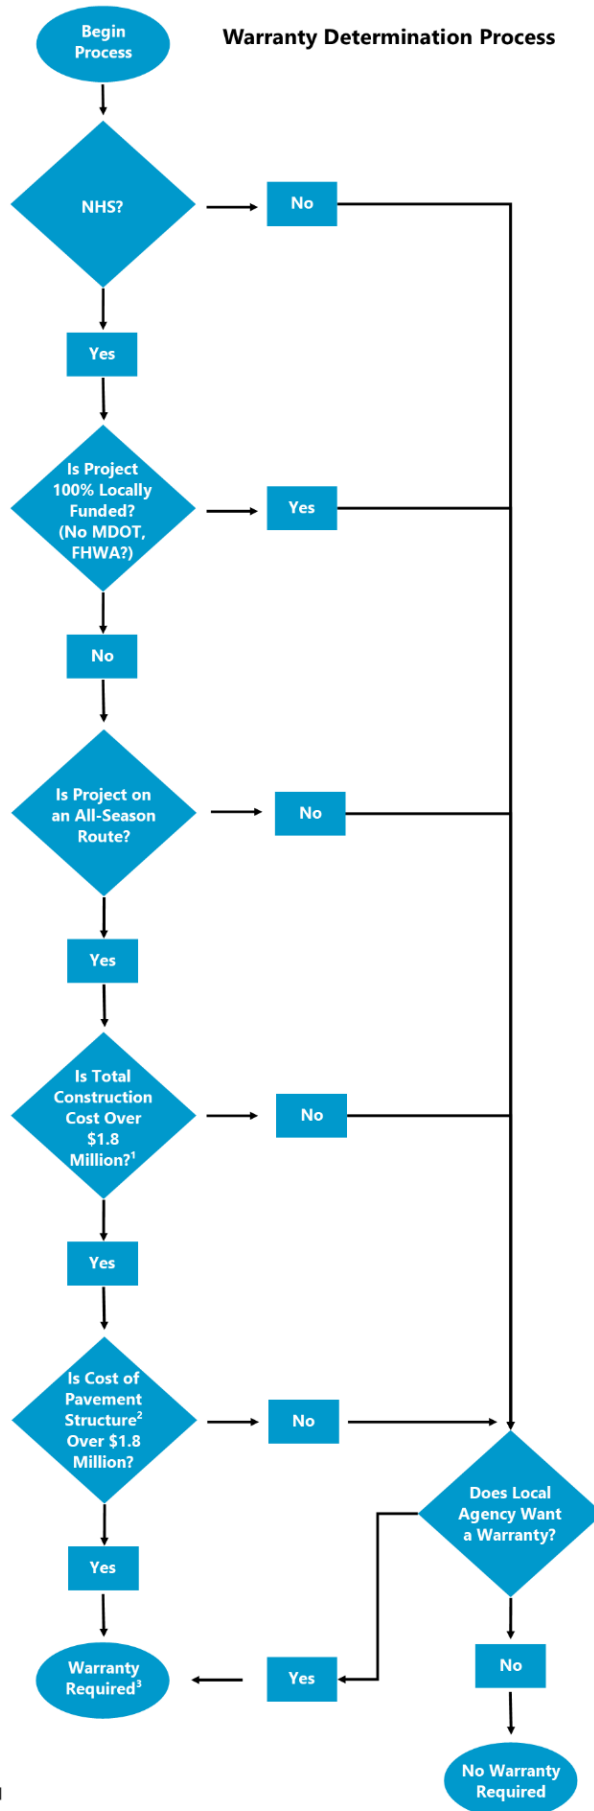 Begin
Process
Warranty Determination Process
NHS?
No
Yes
Is Project
100% Locally
Funded?
(No MDOT,
FHWA?)
Yes
No
Is Project on
an All-Season
Route?
No
Yes
Is Total
Construction
Cost Over
$1.8
Million?¹
No
Yes
Is Cost of
Pavement
Structure²
Over $1.8
Million?
No
Does Local
Agency Want
a Warranty?
Yes
Warranty
Required³
Yes
No
No Warranty
Required